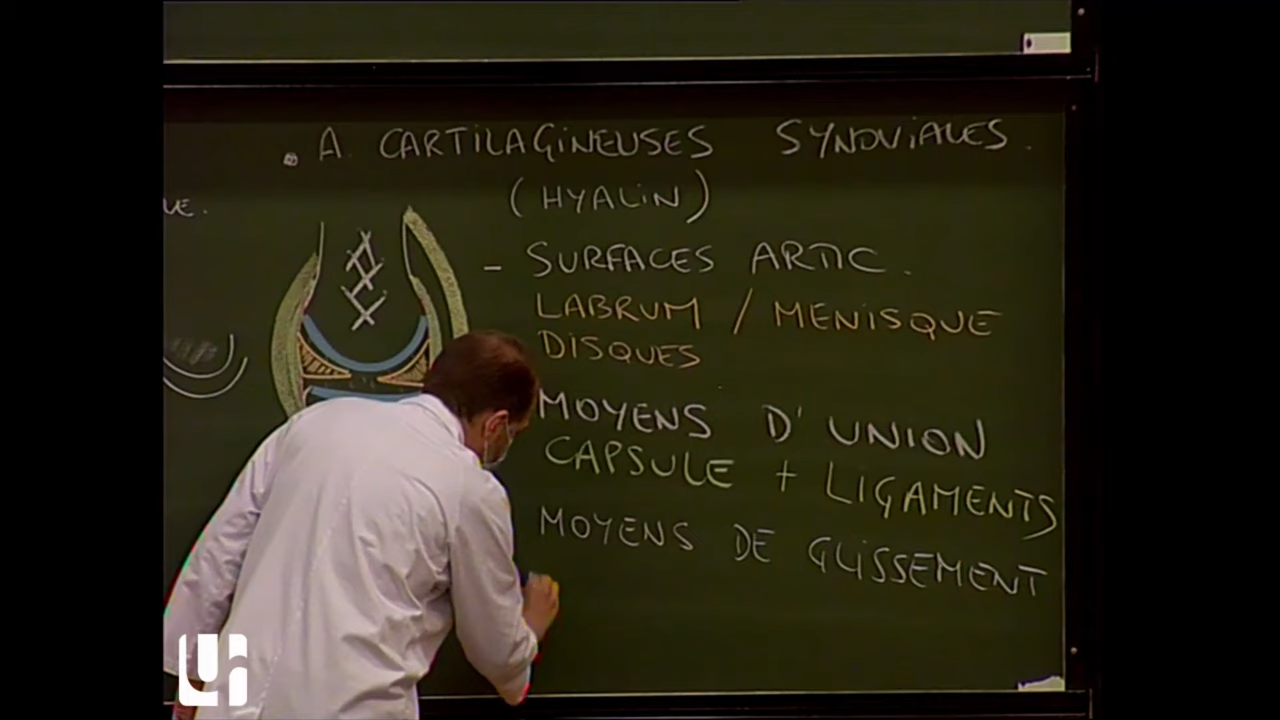 . A CARTILAGINEUSES SYNOVIALES.
(HYALIN)
- SURFACES ARTIC.
LABRUM / MENISQUE
DISQUES
MOYENS D'UNION
CAPSULE + LIGAMENTS
MOYENS DE GLISSEMENT